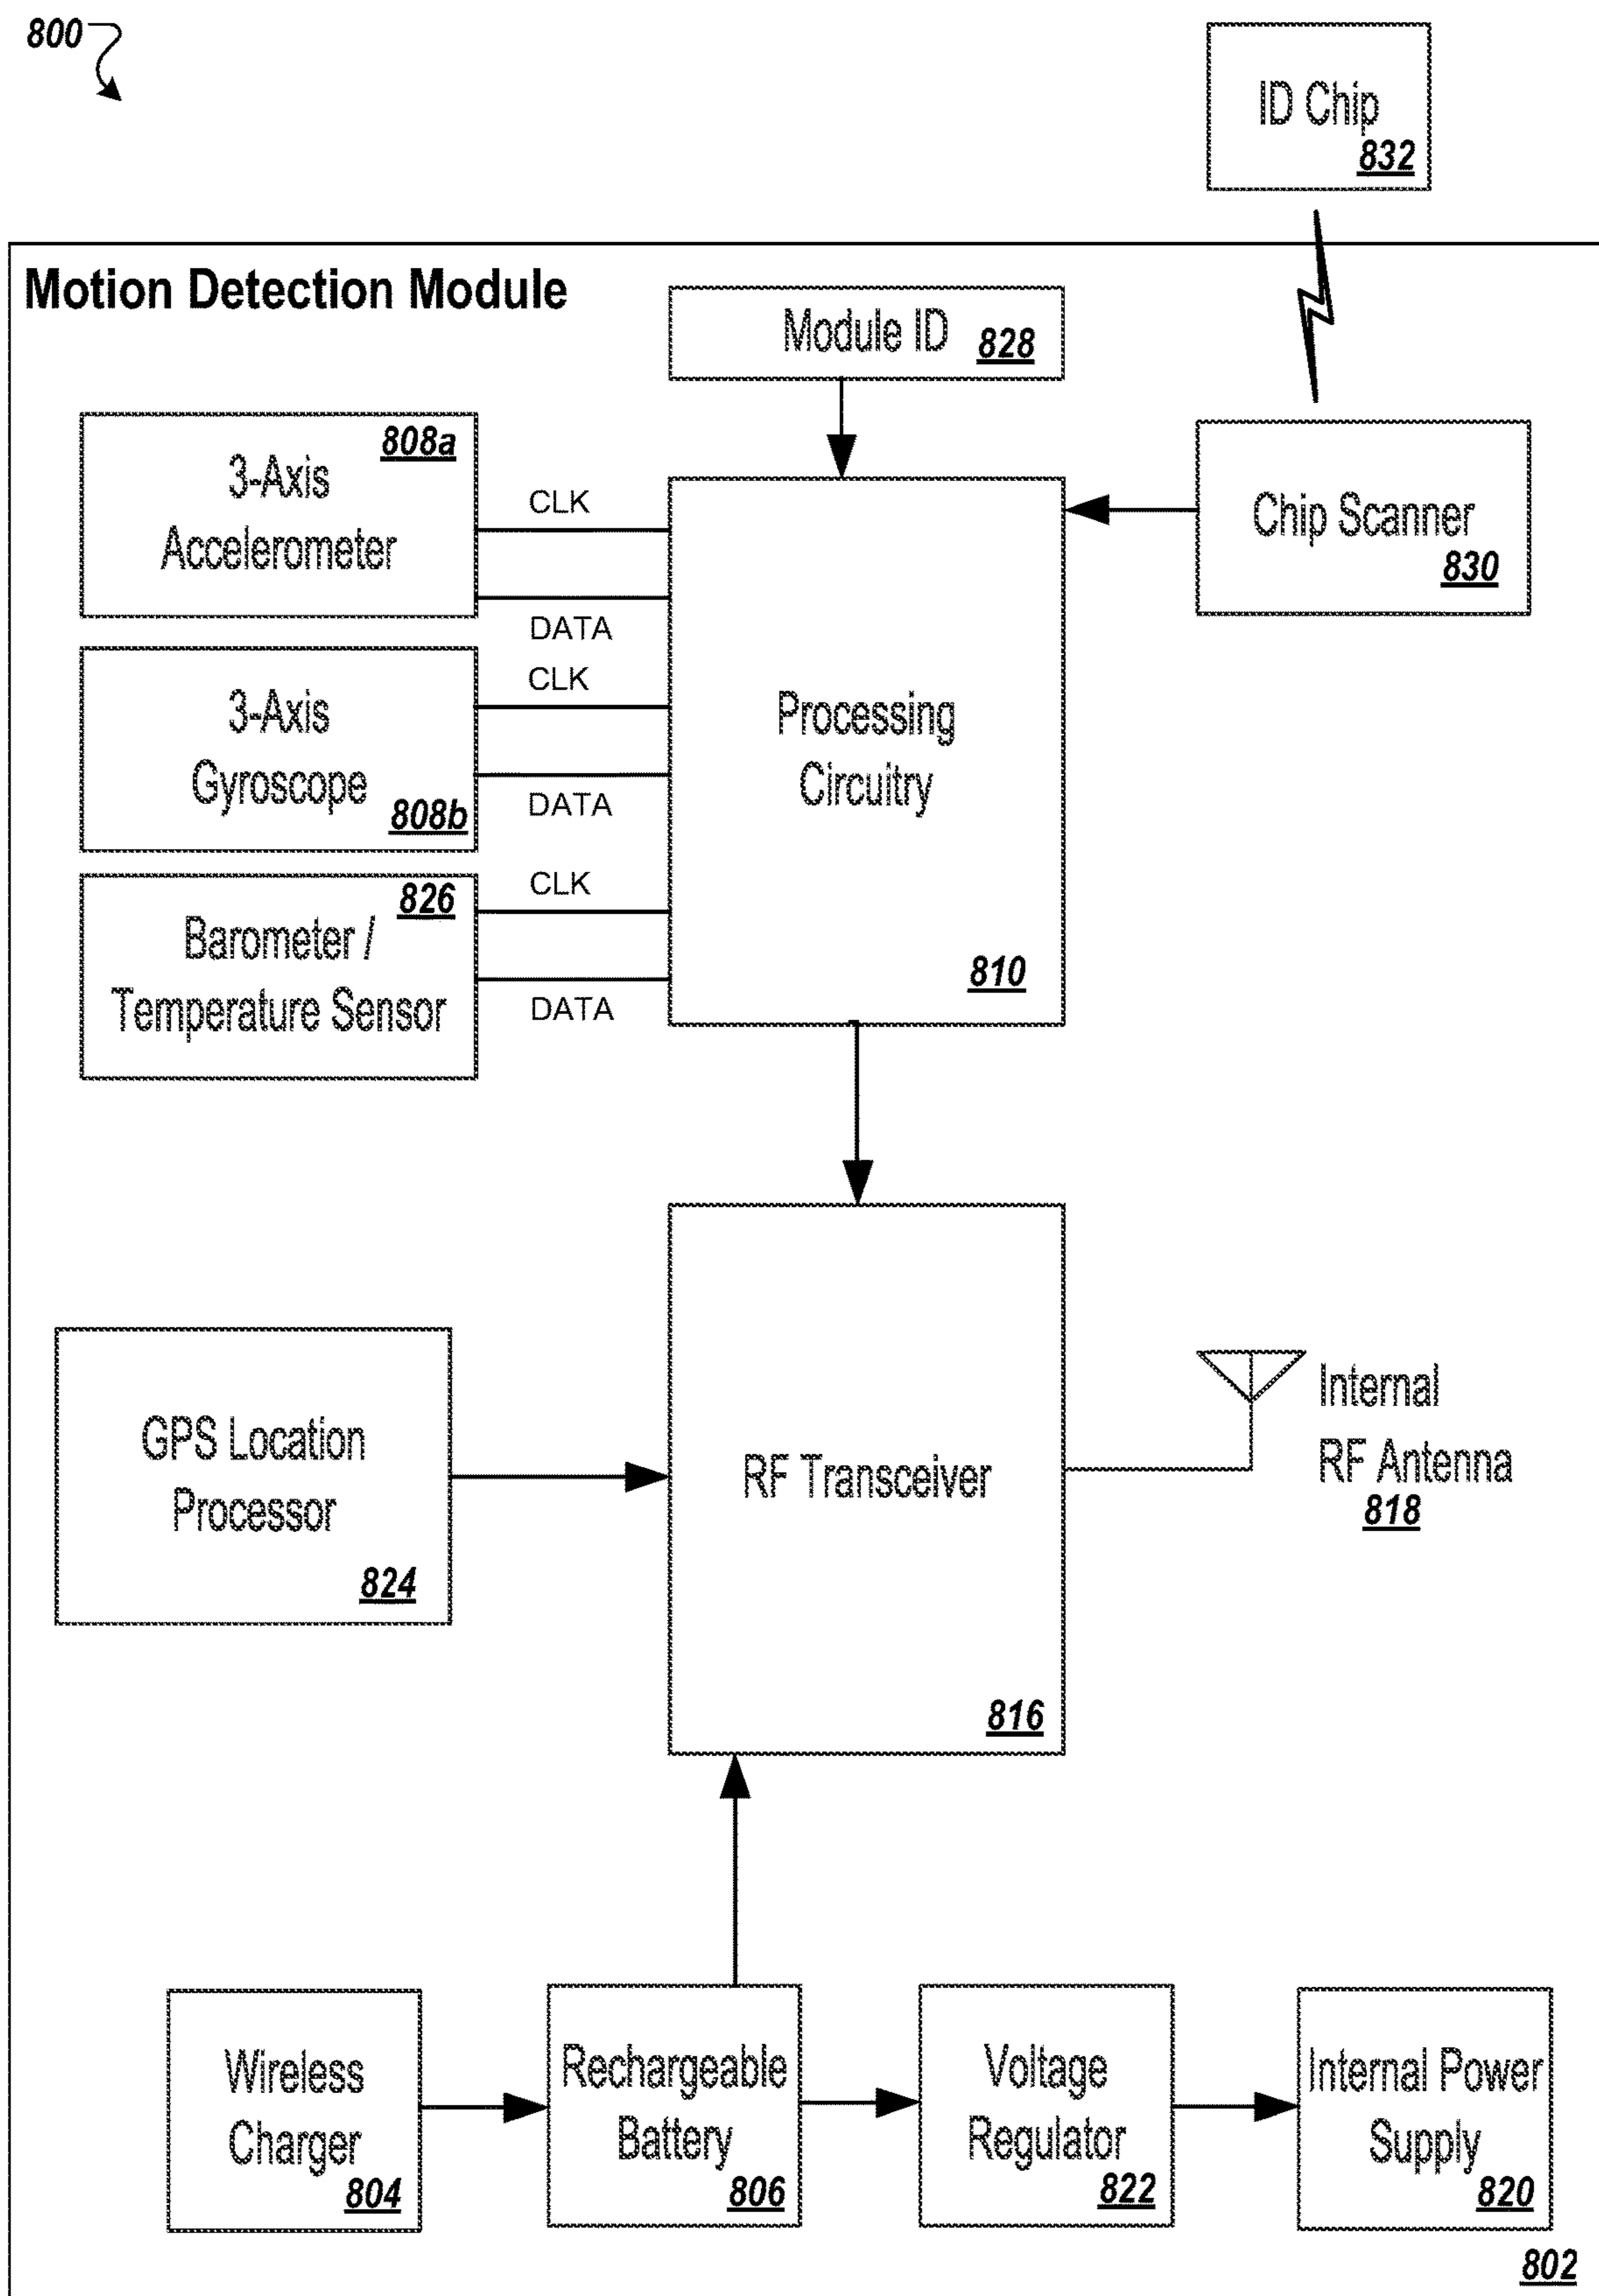 800
ID Chip
832
Motion Detection Module
Module ID
828
808a
3-Axis
Accelerometer
CLK
DATA
Chip Scanner
830
3-Axis
Gyroscope
808b
CLK
DATA
Processing
Circuitry
810
826
Barometer /
Temperature Sensor
CLK
DATA
GPS Location
Processor
824
RF Transceiver
816
Internal
RF Antenna
818
Wireless
Charger
804
Rechargeable
Battery
806
Voltage
Regulator
822
Internal Power
Supply
820
802